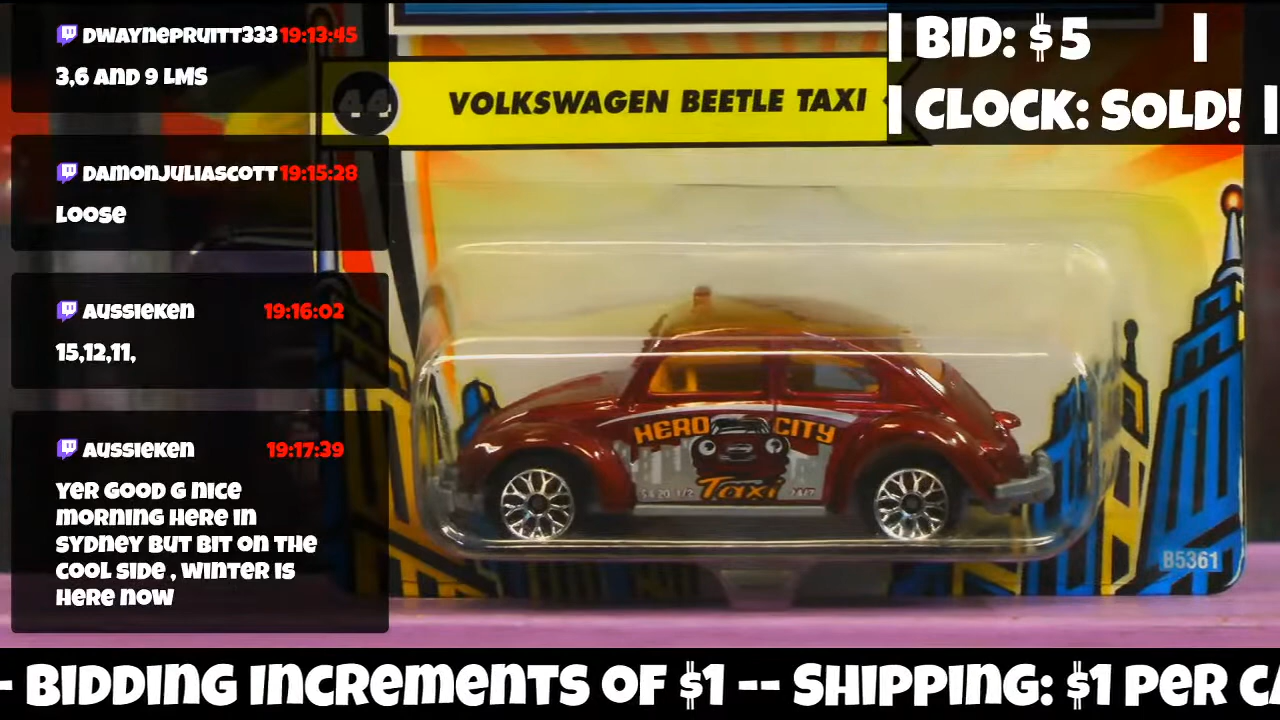 DWAYNEPRUITT333 19:13:45
3,6 AND 9 LMS
DAMONJULIASCOTT 19:15:28
LOOSE
AUSSIEKEN 19:16:02
15,12,11,
AUSSIEKEN 19:17:39
YER GOOD G NICE
MORNING HERE IN
SYDNEY BUT BIT ON THE
COOL SIDE , WINTER IS
HERE NOW
| BID: $5 |
| CLOCK: SOLD! |
44 VOLKSWAGEN BEETLE TAXI
HERO CITY
Taxi
24/7
B5361
- BIDDING INCREMENTS OF $1 -- SHIPPING: $1 PER CA